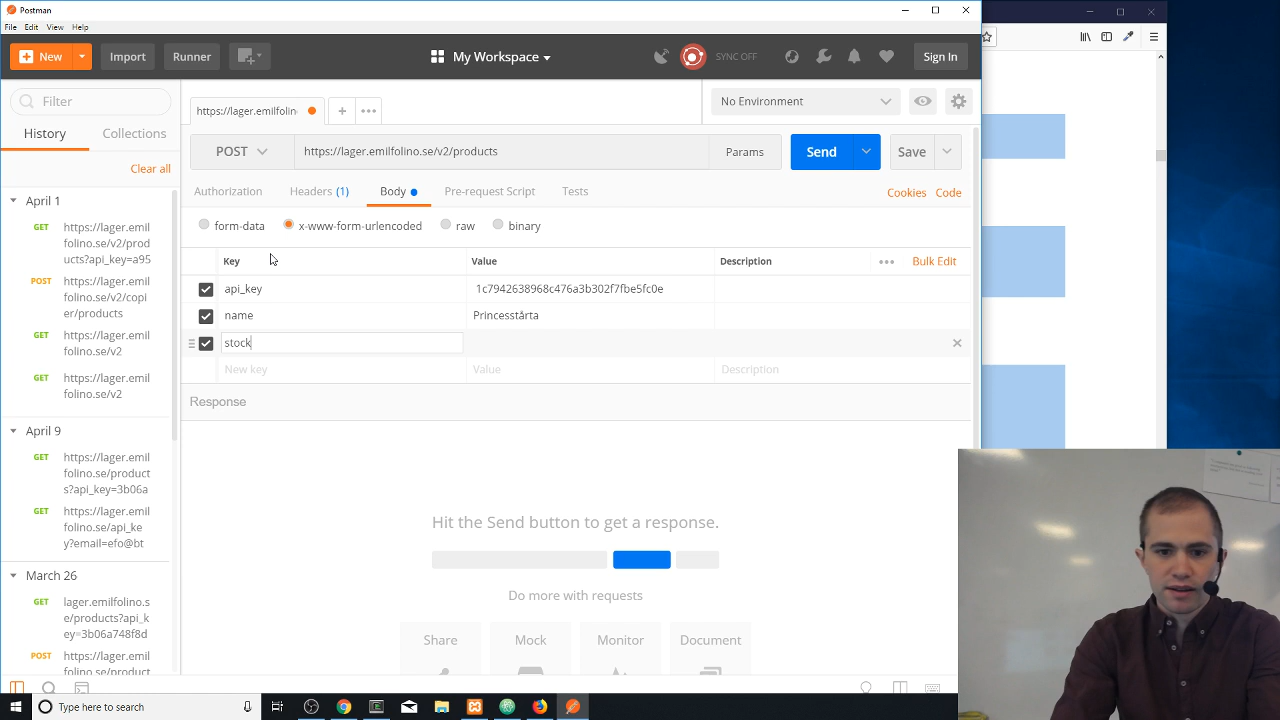 Postman
File Edit View Help
New
Import
Runner
My Workspace
SYNC OFF
Sign In
Filter
History
Collections
Clear all
https://lager.emilfolin
No Environment
POST
https://lager.emilfolino.se/v2/products
Params
Send
Save
Authorization
Headers (1)
Body
Pre-request Script
Tests
Cookies
Code
form-data
x-www-form-urlencoded
raw
binary
Key
Value
Description
Bulk Edit
api_key
1c7942638968c476a3b302f7fbe5fc0e
name
Princesstårta
stock
New key
Value
Description
Response
Hit the Send button to get a response.
Do more with requests
Share
Mock
Monitor
Document
April 1
GET
https://lager.emil
folino.se/v2/prod
ucts?api_key=a95
POST
https://lager.emil
folino.se/v2/copi
er/products
GET
https://lager.emil
folino.se/v2
GET
https://lager.emil
folino.se/v2
April 9
GET
https://lager.emil
folino.se/product
s?api_key=3b06a
GET
https://lager.emil
folino.se/api_ke
y?email=efo@bt
March 26
GET
lager.emilfolino.s
e/products?api_k
ey=3b06a748f8d
POST
https://lager.emil
Type here to search